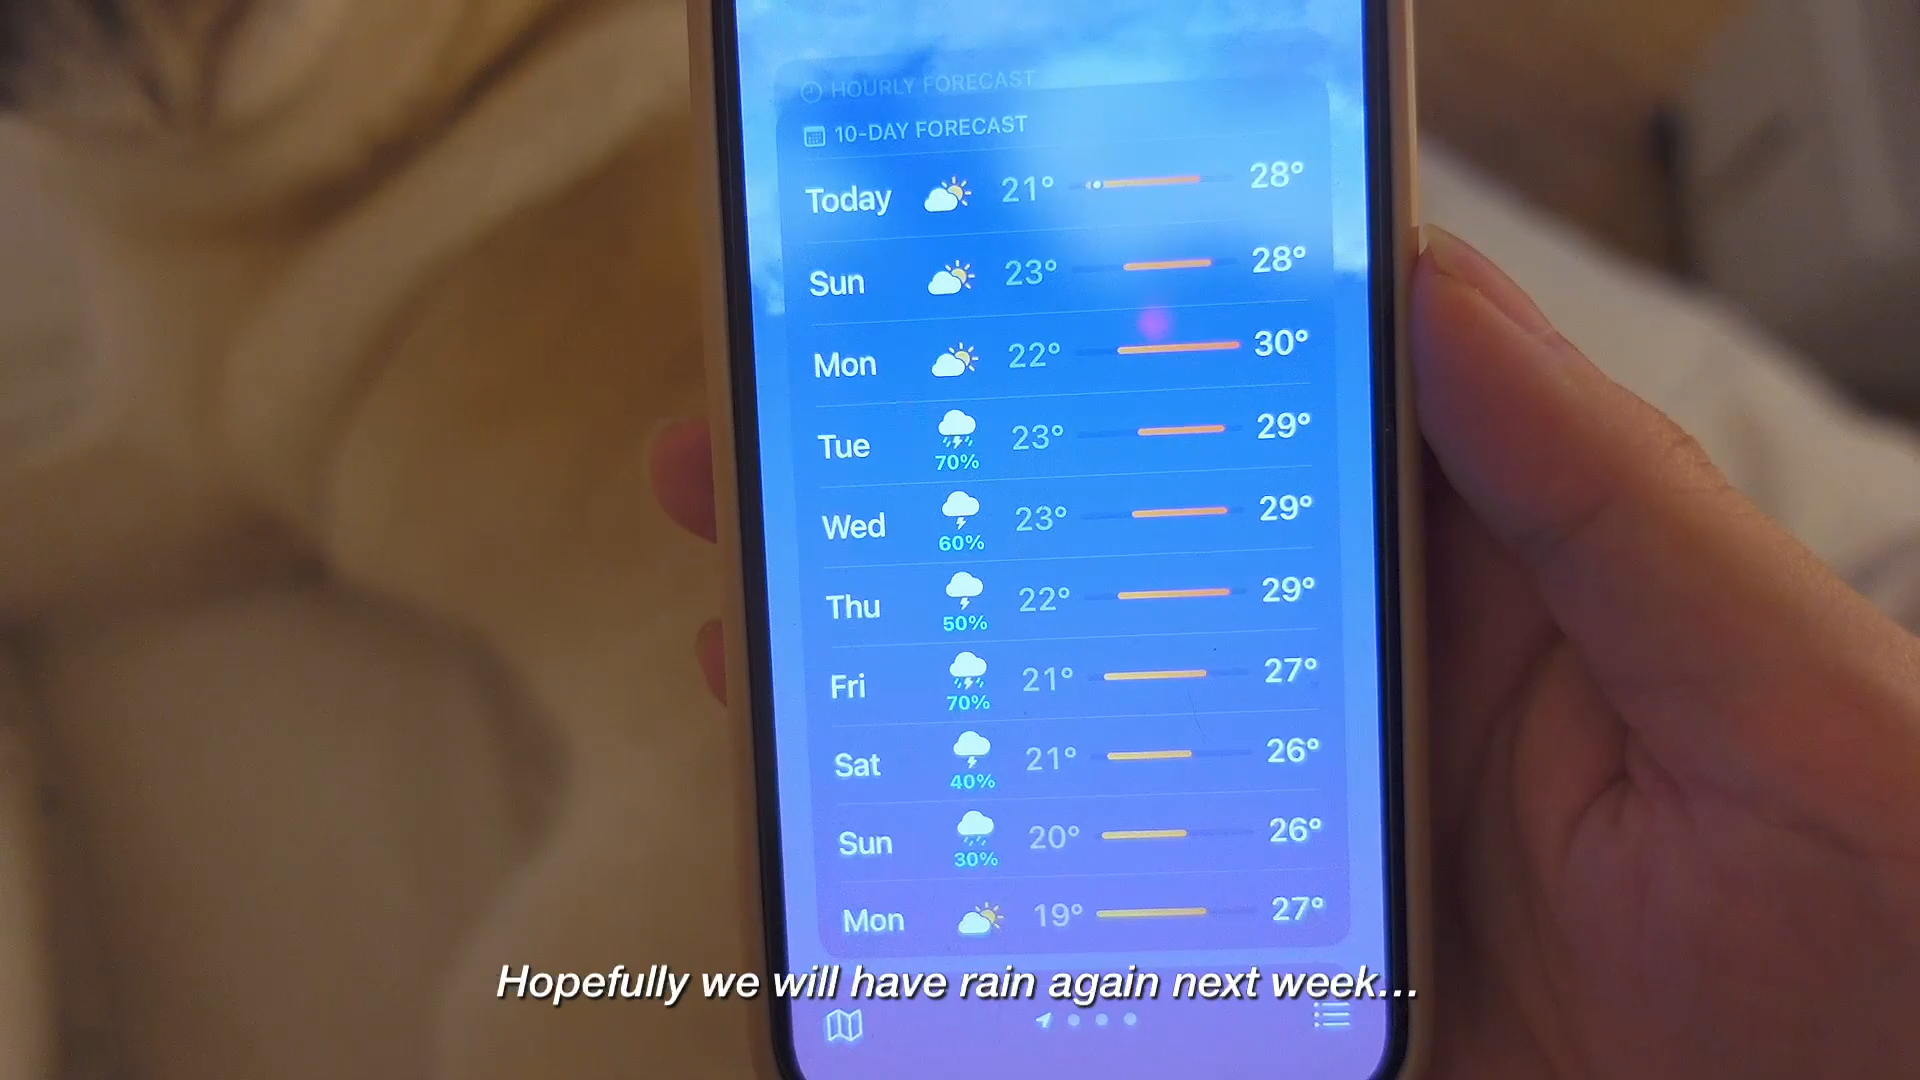 HOURLY FORECAST
10-DAY FORECAST
Today 21° 28°
Sun 23° 28°
Mon 22° 30°
Tue 70% 23° 29°
Wed 60% 23° 29°
Thu 50% 22° 29°
Fri 70% 21° 27°
Sat 40% 21° 26°
Sun 30% 20° 26°
Mon 19° 27°
Hopefully we will have rain again next week...